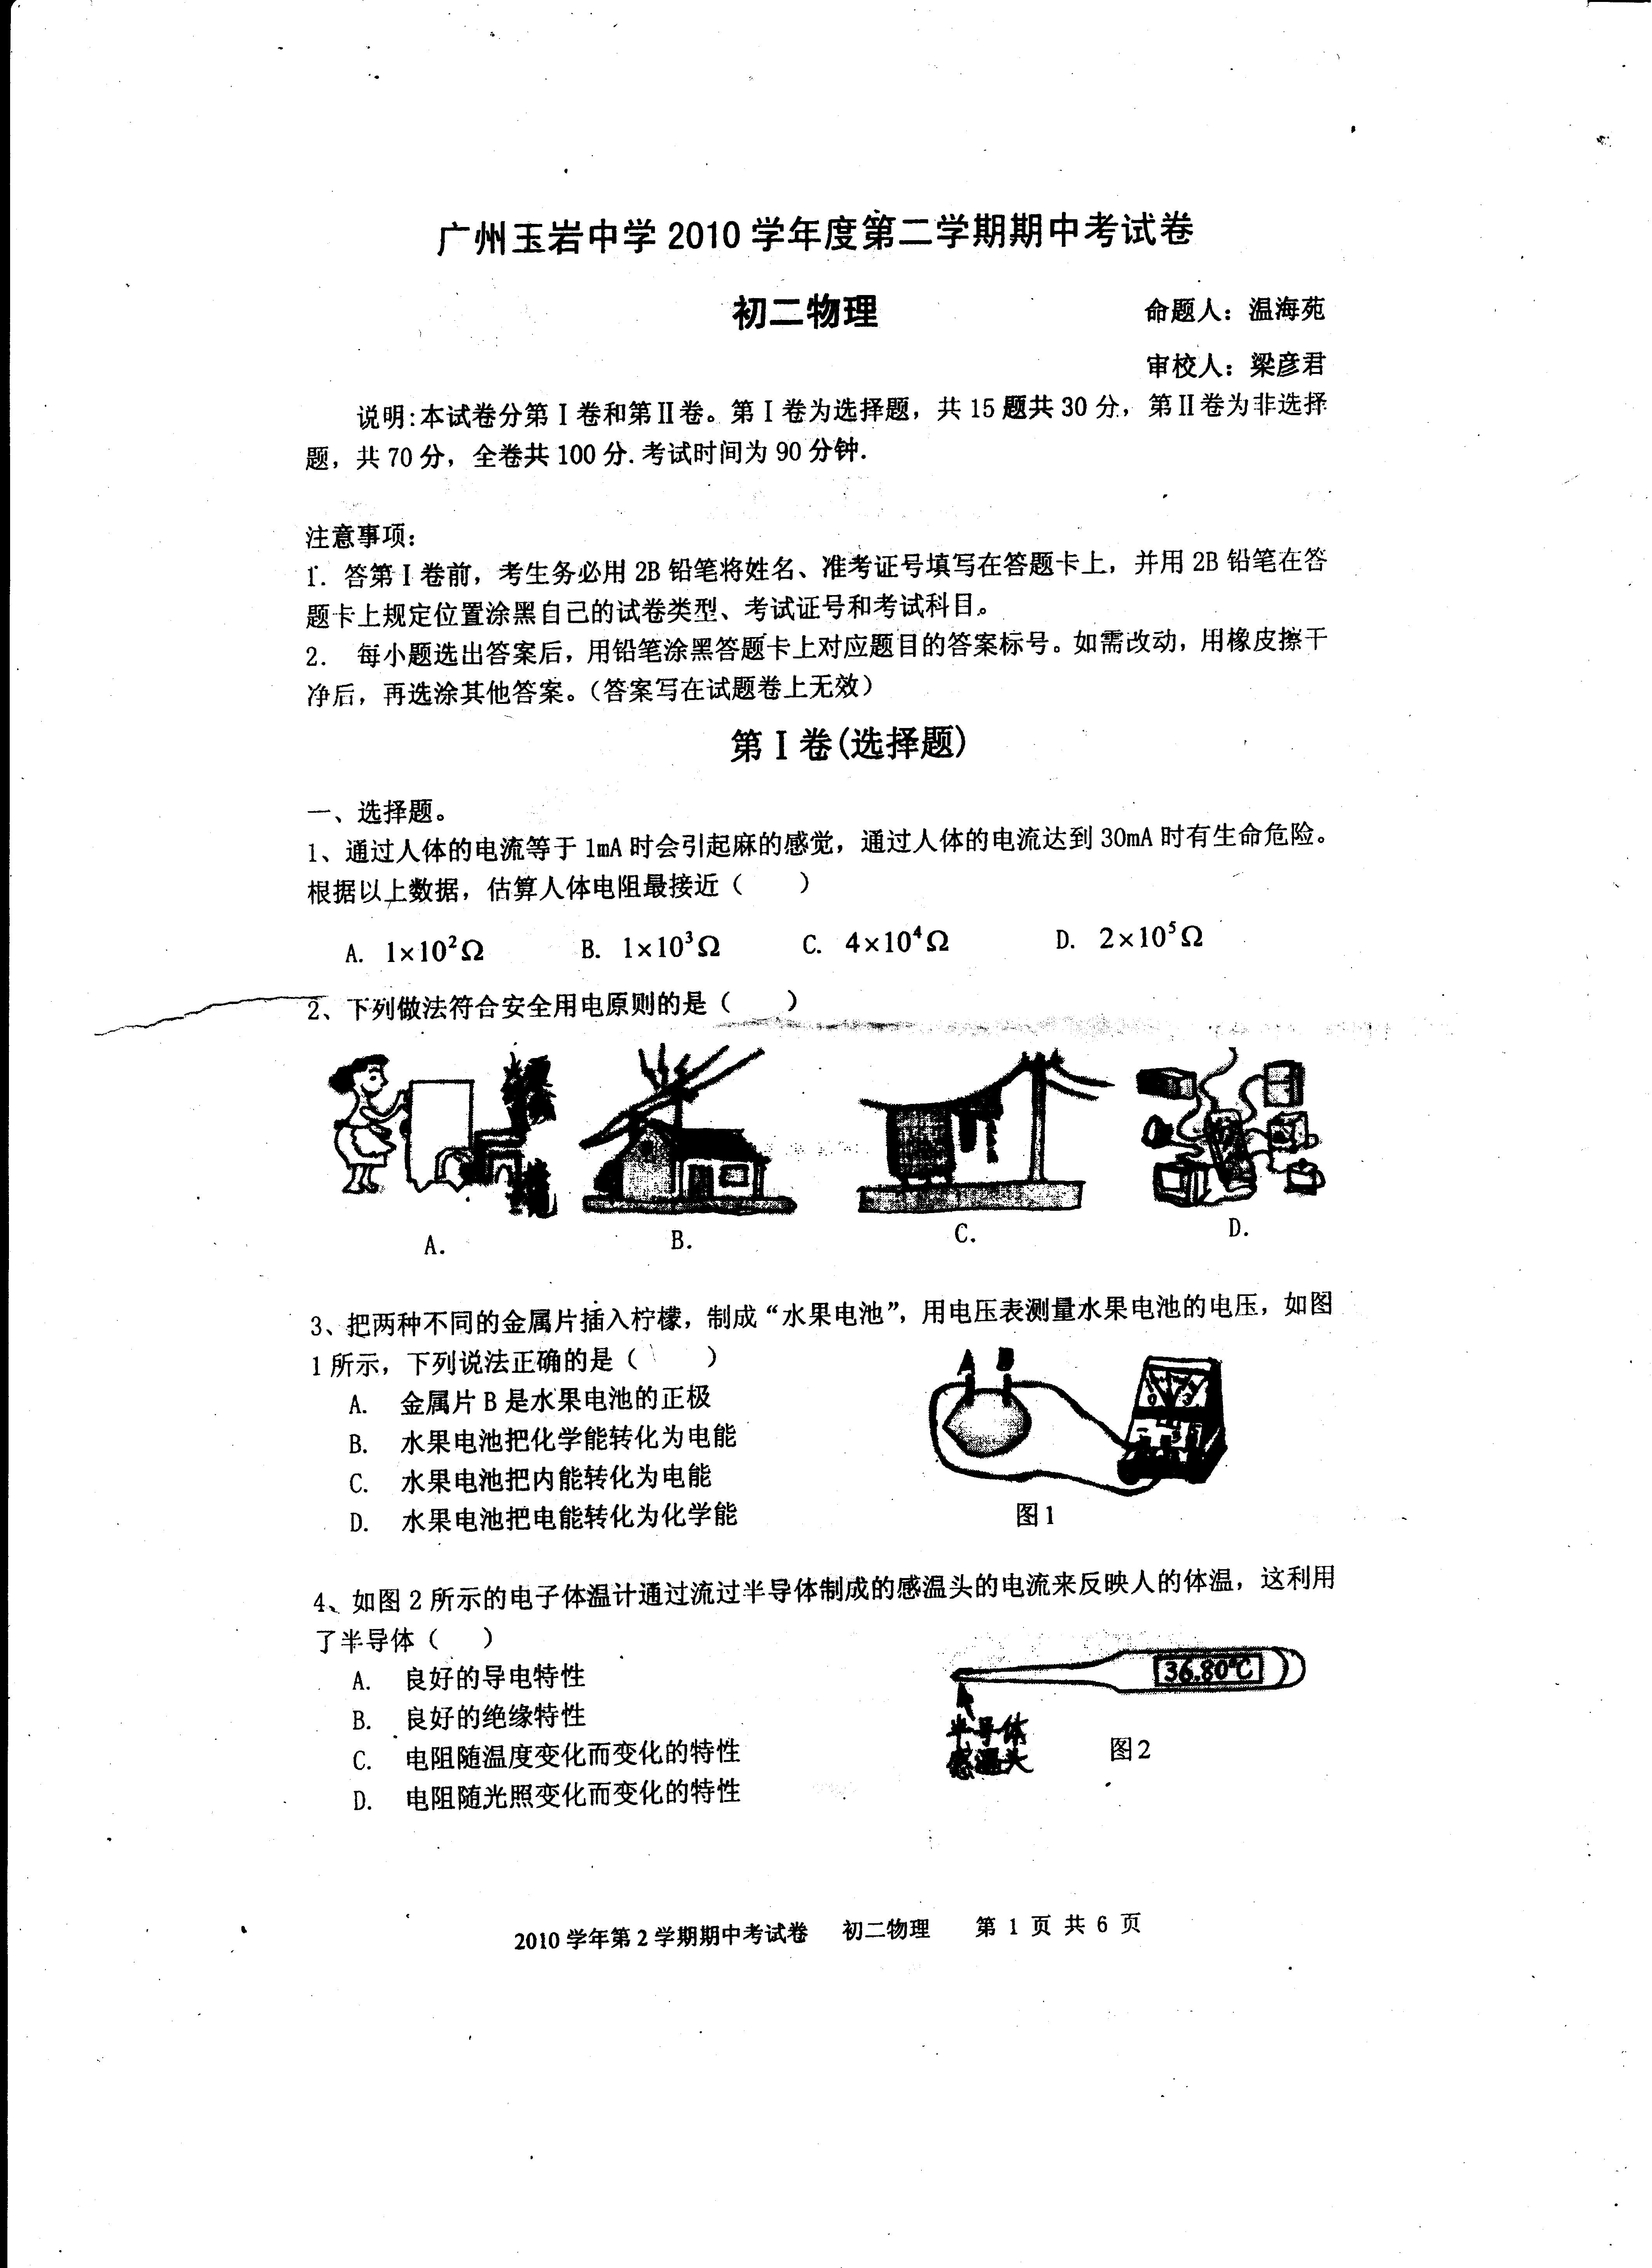 广州玉岩中学 2010 学年度第二学期期中考试卷
初二物理
命题人：温海苑
审校人：梁彦君
说明:本试卷分第Ⅰ卷和第Ⅱ卷。第Ⅰ卷为选择题，共 15 题共 30 分，第Ⅱ卷为非选择
题，共 70 分，全卷共 100 分. 考试时间为 90 分钟.
注意事项：
1. 答第Ⅰ卷前，考生务必用 2B 铅笔将姓名、准考证号填写在答题卡上，并用 2B 铅笔在答
题卡上规定位置涂黑自己的试卷类型、考试证号和考试科目。
2. 每小题选出答案后，用铅笔涂黑答题卡上对应题目的答案标号。如需改动，用橡皮擦干
净后，再选涂其他答案。（答案写在试题卷上无效）
第Ⅰ卷(选择题)
一、选择题。
1、通过人体的电流等于 1mA 时会引起麻的感觉，通过人体的电流达到 30mA 时有生命危险。
根据以上数据，估算人体电阻最接近（ ）
A. 1×10²Ω B. 1×10³Ω C. 4×10⁴Ω D. 2×10⁵Ω
2、下列做法符合安全用电原则的是（ ）
A. B. C. D.
3、把两种不同的金属片插入柠檬，制成“水果电池”，用电压表测量水果电池的电压，如图
1 所示，下列说法正确的是（ ）
A. 金属片 B 是水果电池的正极
B. 水果电池把化学能转化为电能
C. 水果电池把内能转化为电能
D. 水果电池把电能转化为化学能
A B
0 3
图1
4、如图 2 所示的电子体温计通过流过半导体制成的感温头的电流来反映人的体温，这利用
了半导体（ ）
A. 良好的导电特性
B. 良好的绝缘特性
C. 电阻随温度变化而变化的特性
D. 电阻随光照变化而变化的特性
36.80℃
半导体
感温头
图2
2010 学年第 2 学期期中考试卷 初二物理 第 1 页 共 6 页